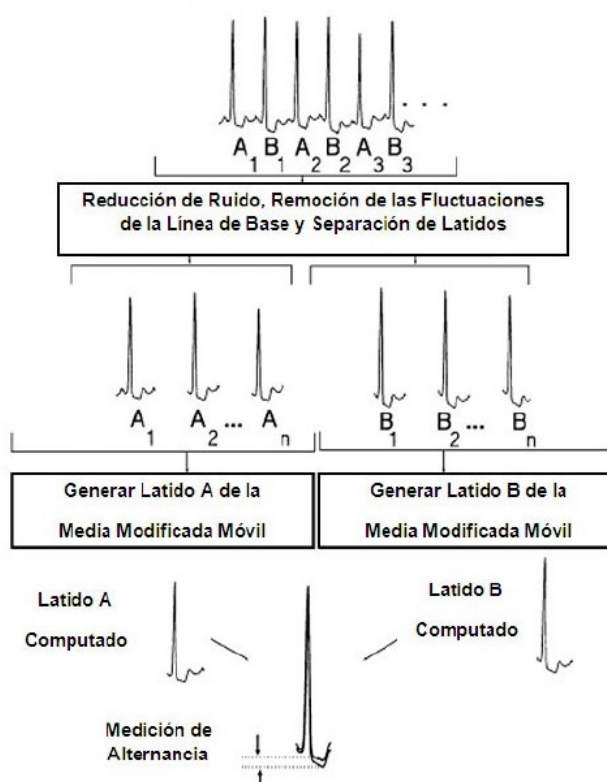 A1 B1 A2 B2 A3 B3 . . .
Reducción de Ruido, Remoción de las Fluctuaciones
de la Línea de Base y Separación de Latidos
A1 A2 ... An
B1 B2 ... Bn
Generar Latido A de la
Media Modificada Móvil
Generar Latido B de la
Media Modificada Móvil
Latido A
Computado
Latido B
Computado
Medición de
Alternancia